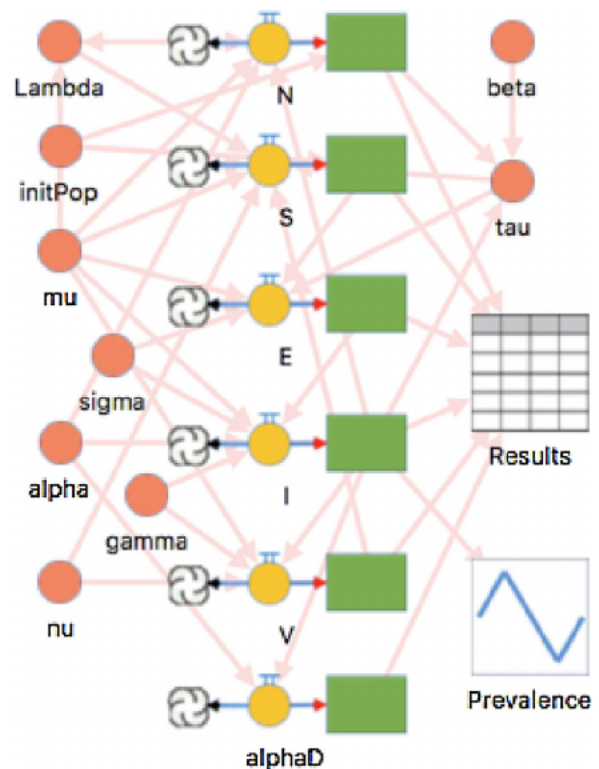 N
Lambda
beta
initPop
S
tau
mu
E
sigma
Results
alpha
I
gamma
nu
V
Prevalence
alphaD